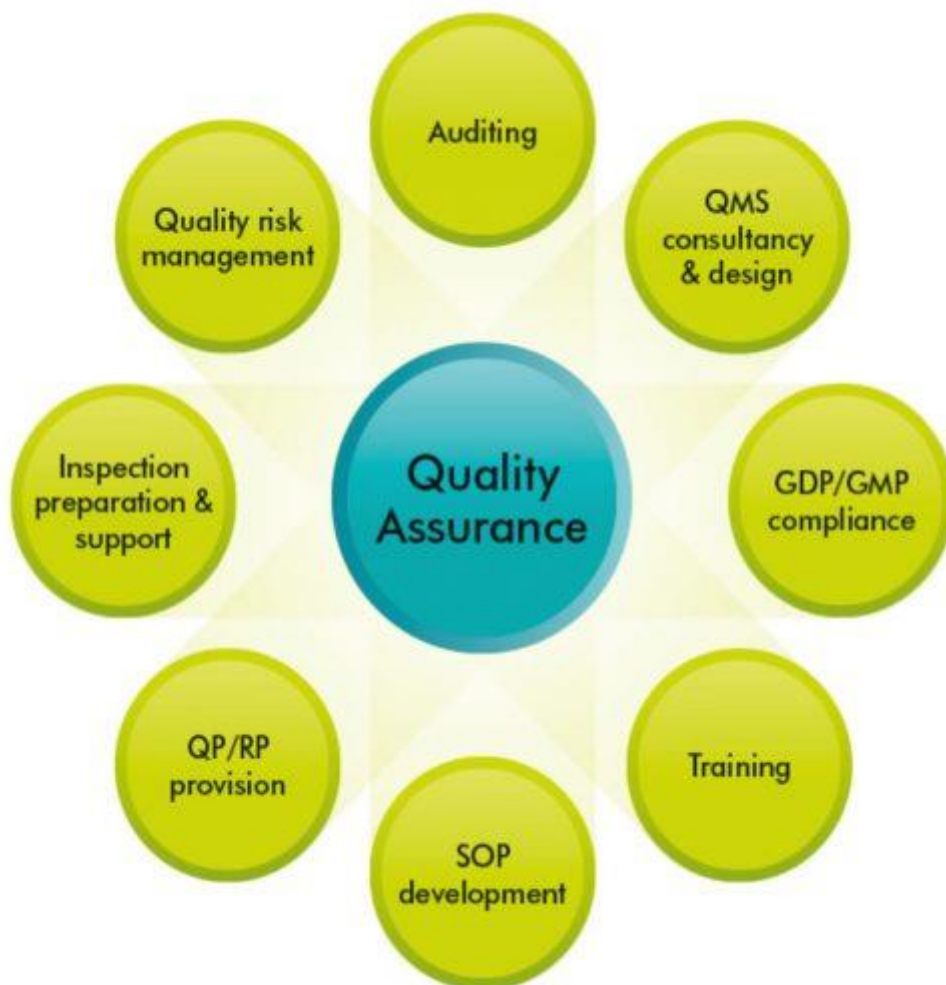 Auditing
QMS
consultancy
& design
GDP/GMP
compliance
Training
SOP
development
QP/RP
provision
Inspection
preparation &
support
Quality risk
management
Quality
Assurance